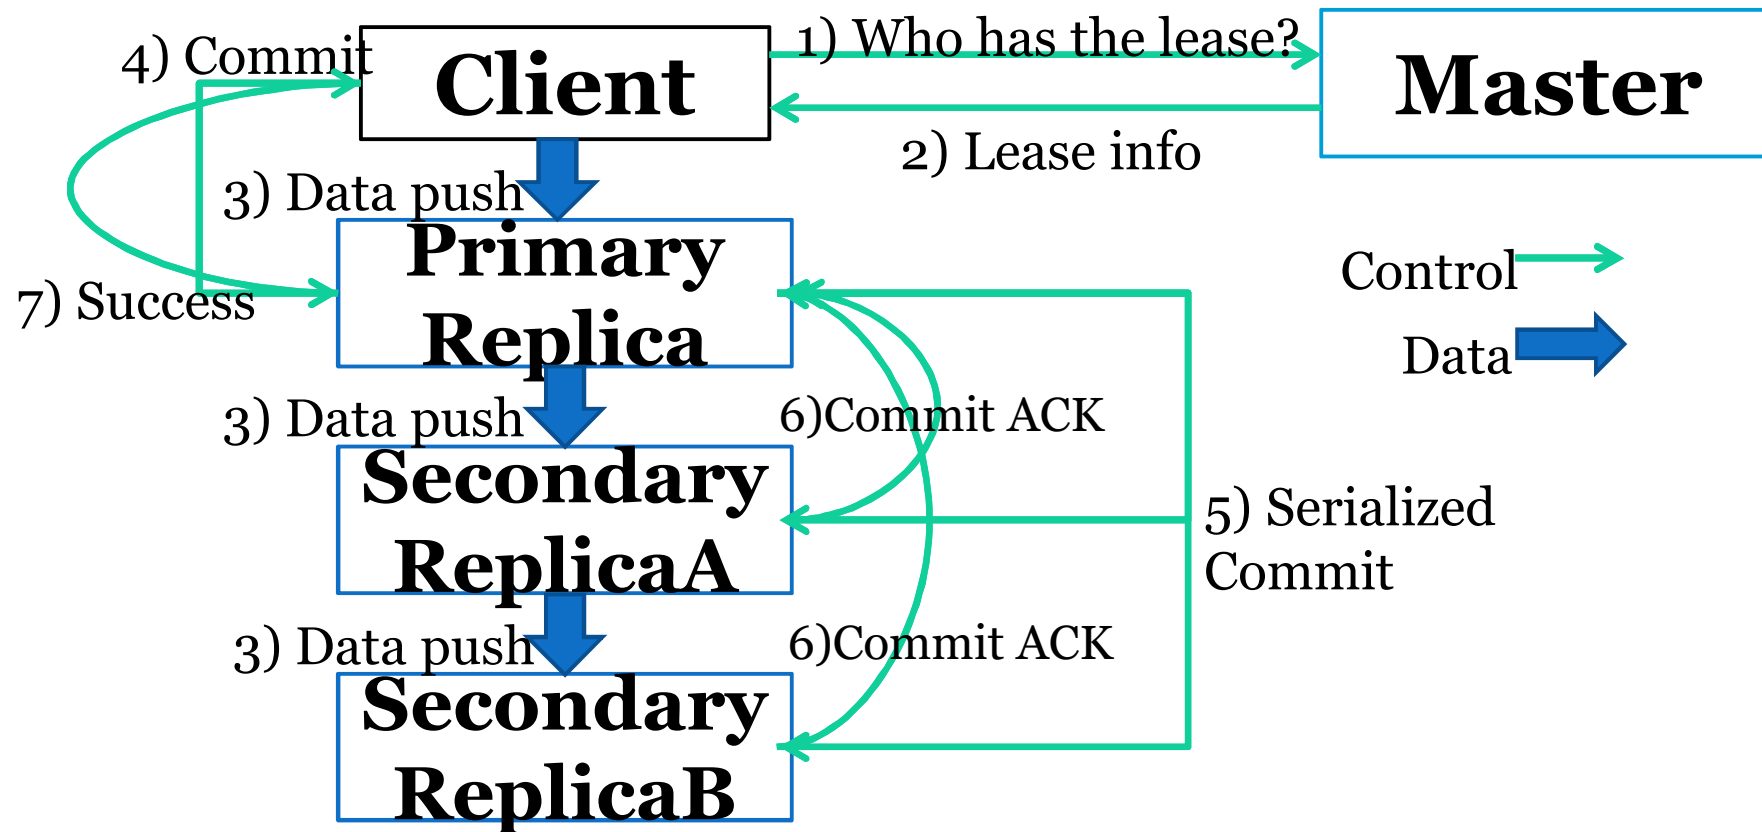 4) Commit
Client
1) Who has the lease?
Master
2) Lease info
3) Data push
Primary
Replica
7) Success
Control
Data
3) Data push
6)Commit ACK
Secondary
ReplicaA
5) Serialized
Commit
3) Data push
6)Commit ACK
Secondary
ReplicaB